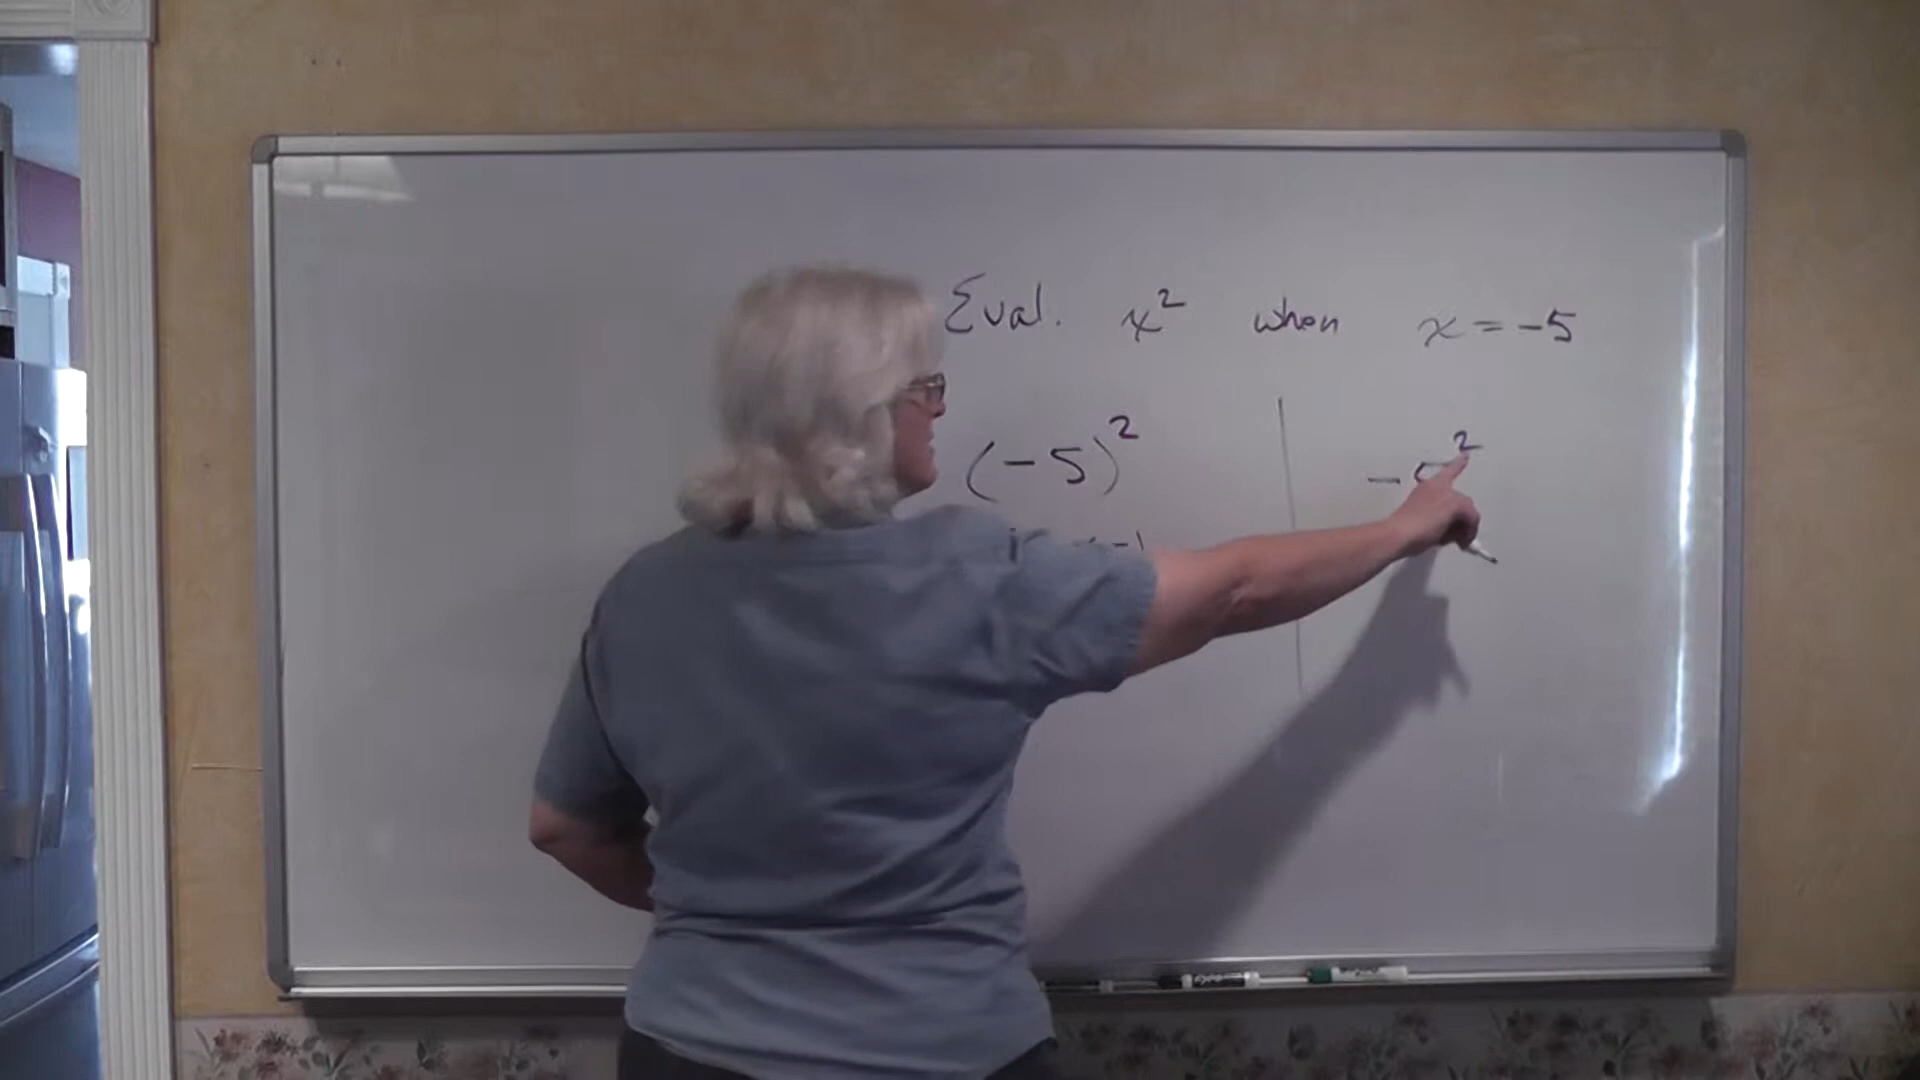 Eval. x² when x = -5
(-5)² -5²